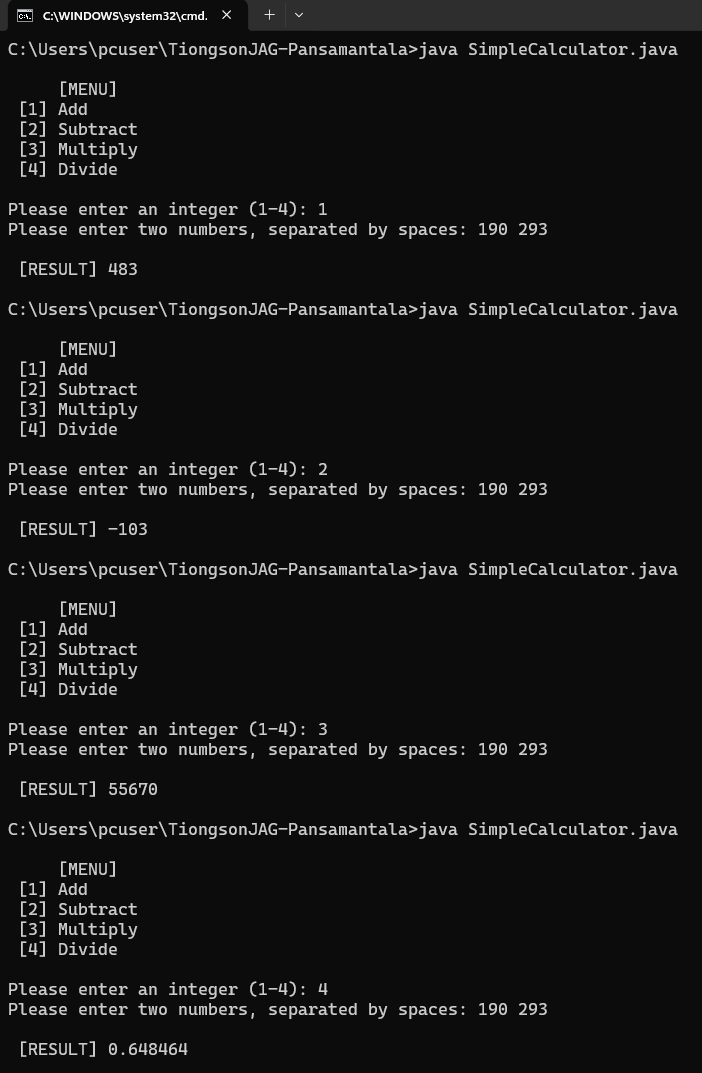 C:\WINDOWS\system32\cmd.
C:\Users\pcuser\TiongsonJAG-Pansamantala>java SimpleCalculator.java
[MENU]
[1] Add
[2] Subtract
[3] Multiply
[4] Divide
Please enter an integer (1-4): 1
Please enter two numbers, separated by spaces: 190 293
[RESULT] 483
C:\Users\pcuser\TiongsonJAG-Pansamantala>java SimpleCalculator.java
[MENU]
[1] Add
[2] Subtract
[3] Multiply
[4] Divide
Please enter an integer (1-4): 2
Please enter two numbers, separated by spaces: 190 293
[RESULT] -103
C:\Users\pcuser\TiongsonJAG-Pansamantala>java SimpleCalculator.java
[MENU]
[1] Add
[2] Subtract
[3] Multiply
[4] Divide
Please enter an integer (1-4): 3
Please enter two numbers, separated by spaces: 190 293
[RESULT] 55670
C:\Users\pcuser\TiongsonJAG-Pansamantala>java SimpleCalculator.java
[MENU]
[1] Add
[2] Subtract
[3] Multiply
[4] Divide
Please enter an integer (1-4): 4
Please enter two numbers, separated by spaces: 190 293
[RESULT] 0.648464